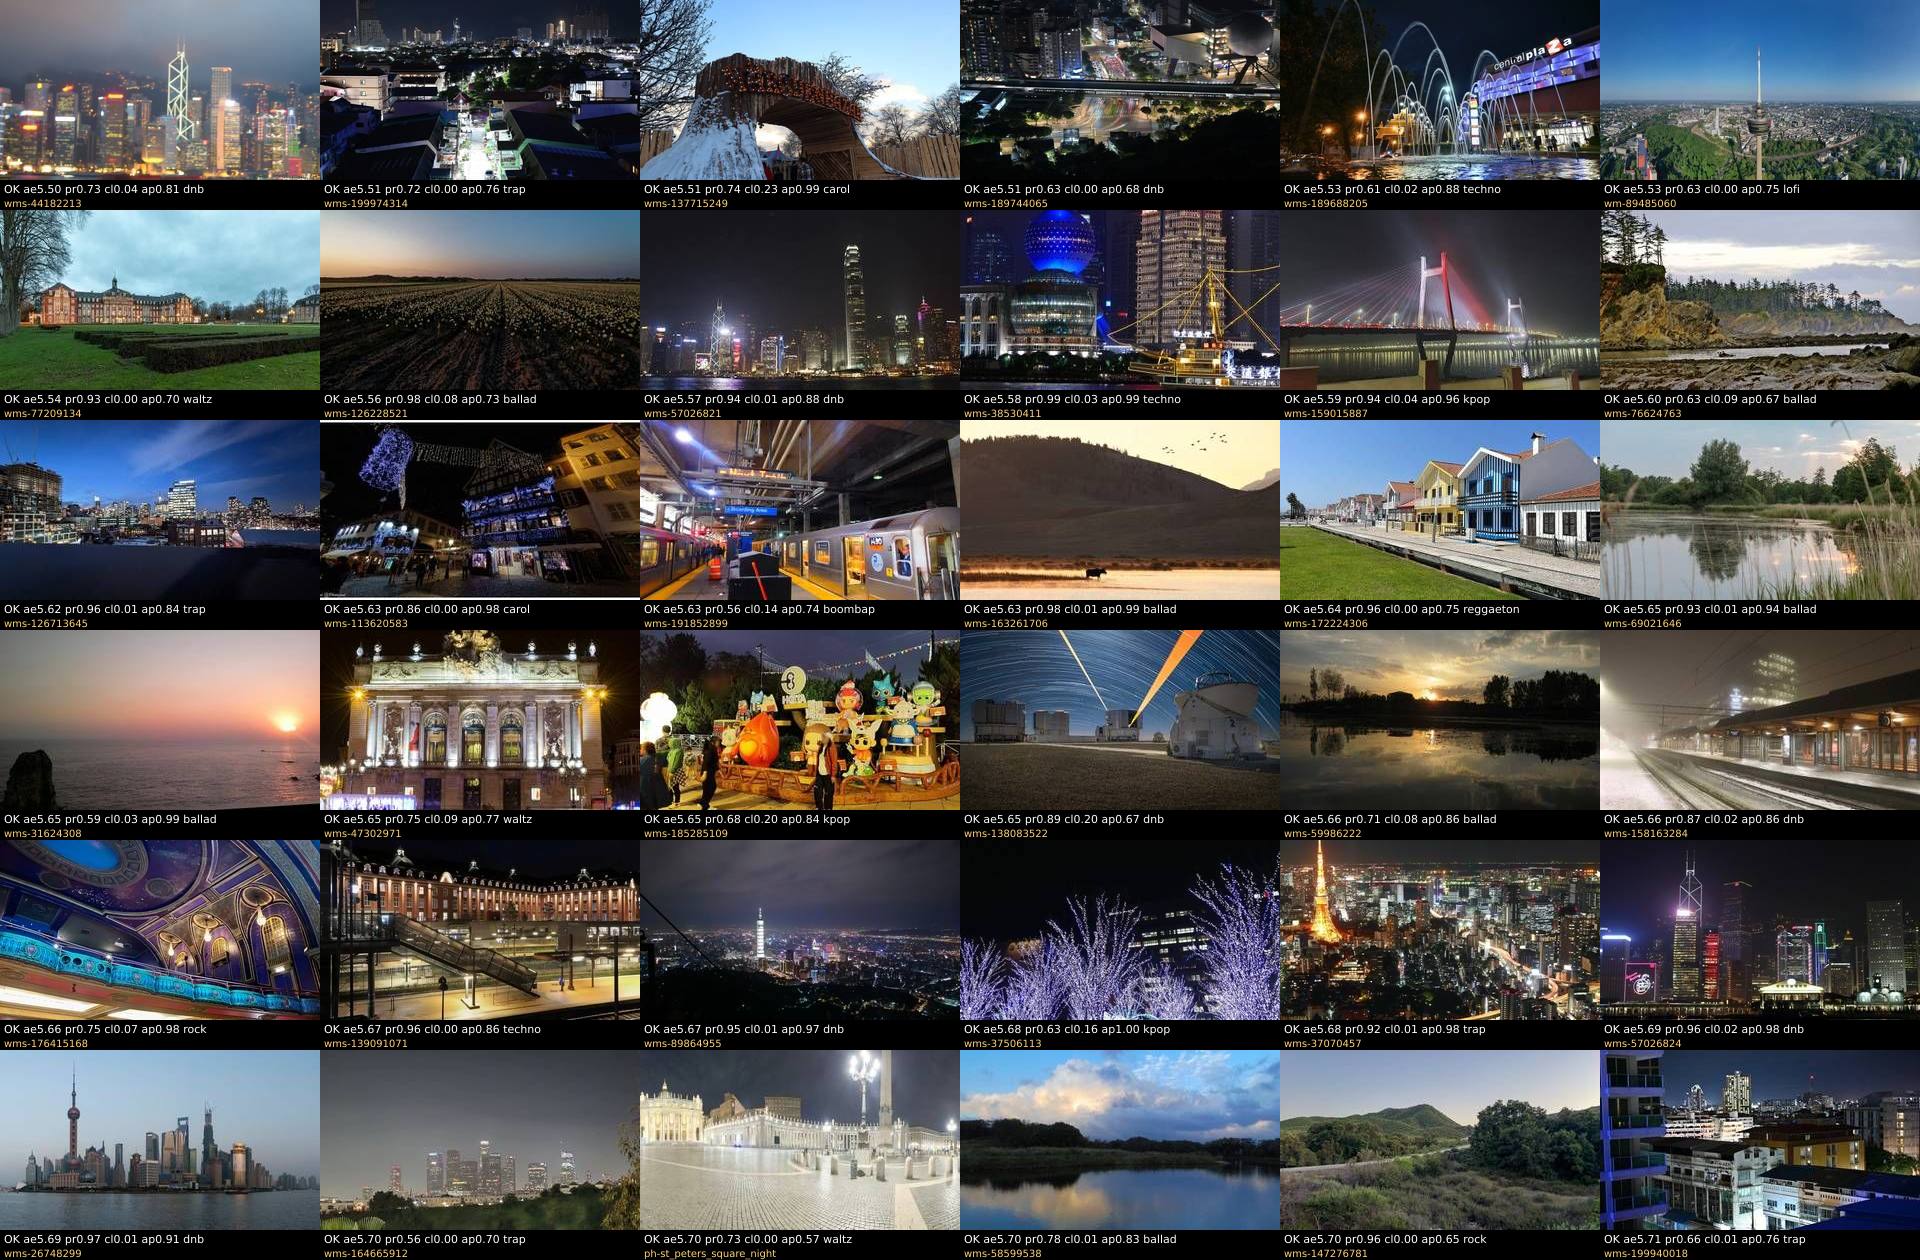 central plaza
OK ae5.50 pr0.73 cl0.04 ap0.81 dnb
wms-44182213
OK ae5.51 pr0.72 cl0.00 ap0.76 trap
wms-199974314
OK ae5.51 pr0.74 cl0.23 ap0.99 carol
wms-137715249
OK ae5.51 pr0.63 cl0.00 ap0.68 dnb
wms-189744065
OK ae5.53 pr0.61 cl0.02 ap0.88 techno
wms-189688205
OK ae5.53 pr0.63 cl0.00 ap0.75 lofi
wm-89485060
OK ae5.54 pr0.93 cl0.00 ap0.70 waltz
wms-77209134
OK ae5.56 pr0.98 cl0.08 ap0.73 ballad
wms-126228521
OK ae5.57 pr0.94 cl0.01 ap0.88 dnb
wms-57026821
OK ae5.58 pr0.99 cl0.03 ap0.99 techno
wms-38530411
OK ae5.59 pr0.94 cl0.04 ap0.96 kpop
wms-159015887
OK ae5.60 pr0.63 cl0.09 ap0.67 ballad
wms-76624763
Boarding Area
OK ae5.62 pr0.96 cl0.01 ap0.84 trap
wms-126713645
OK ae5.63 pr0.86 cl0.00 ap0.98 carol
wms-113620583
OK ae5.63 pr0.56 cl0.14 ap0.74 boombap
wms-191852899
OK ae5.63 pr0.98 cl0.01 ap0.99 ballad
wms-163261706
OK ae5.64 pr0.96 cl0.00 ap0.75 reggaeton
wms-172224306
OK ae5.65 pr0.93 cl0.01 ap0.94 ballad
wms-69021646
OK ae5.65 pr0.59 cl0.03 ap0.99 ballad
wms-31624308
OK ae5.65 pr0.75 cl0.09 ap0.77 waltz
wms-47302971
OK ae5.65 pr0.68 cl0.20 ap0.84 kpop
wms-185285109
OK ae5.65 pr0.89 cl0.20 ap0.67 dnb
wms-138083522
OK ae5.66 pr0.71 cl0.08 ap0.86 ballad
wms-59986222
OK ae5.66 pr0.87 cl0.02 ap0.86 dnb
wms-158163284
OK ae5.66 pr0.75 cl0.07 ap0.98 rock
wms-176415168
OK ae5.67 pr0.96 cl0.00 ap0.86 techno
wms-139091071
OK ae5.67 pr0.95 cl0.01 ap0.97 dnb
wms-89864955
OK ae5.68 pr0.63 cl0.16 ap1.00 kpop
wms-37506113
OK ae5.68 pr0.92 cl0.01 ap0.98 trap
wms-37070457
OK ae5.69 pr0.96 cl0.02 ap0.98 dnb
wms-57026824
OK ae5.69 pr0.97 cl0.01 ap0.91 dnb
wms-26748299
OK ae5.70 pr0.56 cl0.00 ap0.70 trap
wms-164665912
OK ae5.70 pr0.73 cl0.00 ap0.57 waltz
ph-st_peters_square_night
OK ae5.70 pr0.78 cl0.01 ap0.83 ballad
wms-58599538
OK ae5.70 pr0.96 cl0.00 ap0.65 rock
wms-147276781
OK ae5.71 pr0.66 cl0.01 ap0.76 trap
wms-199940018